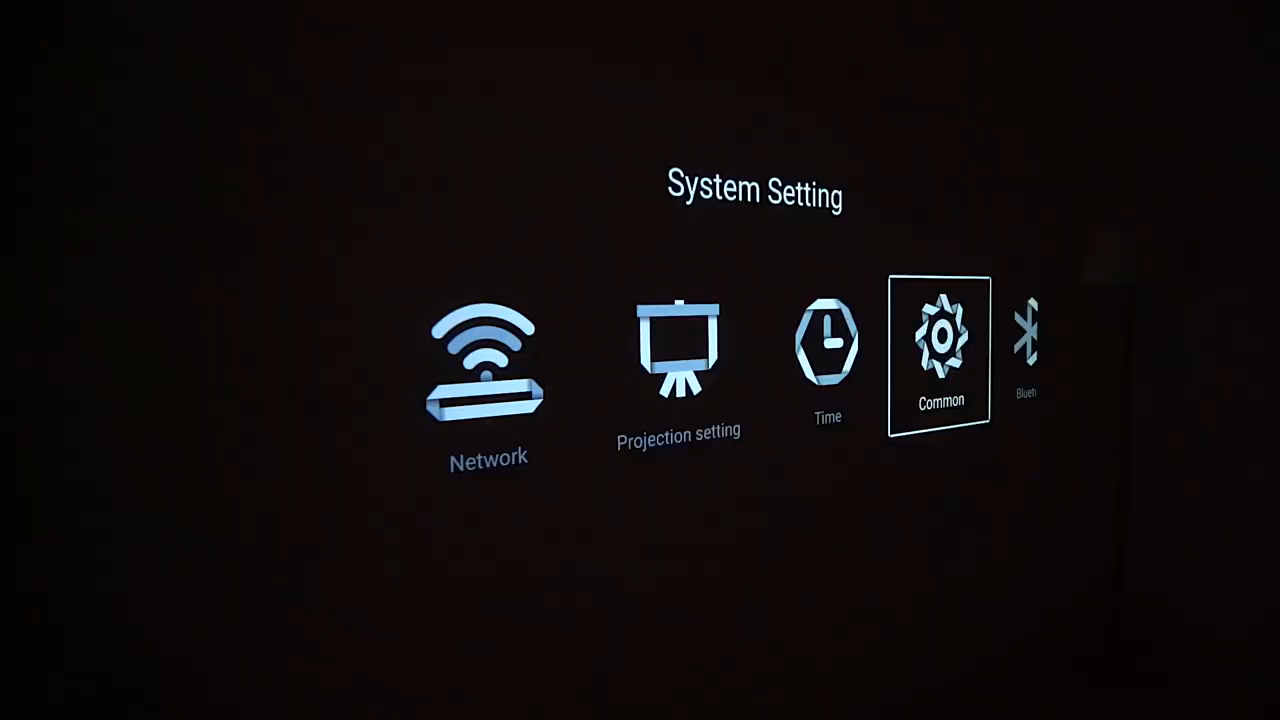 System Setting
Network
Projection setting
Time
Common